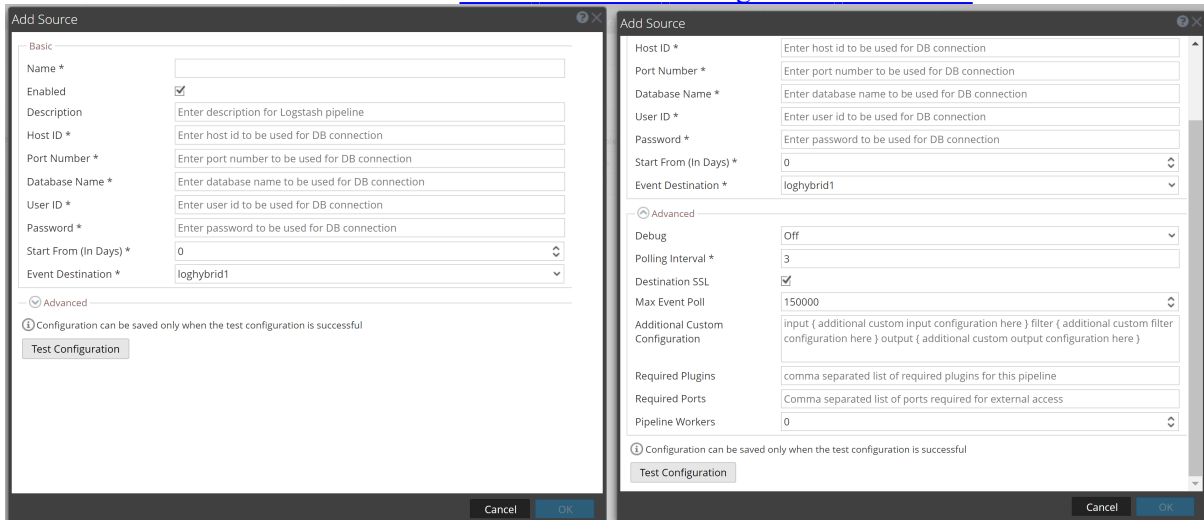 Add Source
Basic
Name *
Enabled
Description Enter description for Logstash pipeline
Host ID * Enter host id to be used for DB connection
Port Number * Enter port number to be used for DB connection
Database Name * Enter database name to be used for DB connection
User ID * Enter user id to be used for DB connection
Password * Enter password to be used for DB connection
Start From (In Days) * 0
Event Destination * loghybrid1
Advanced
Configuration can be saved only when the test configuration is successful
Test Configuration
Cancel OK
Add Source
Host ID * Enter host id to be used for DB connection
Port Number * Enter port number to be used for DB connection
Database Name * Enter database name to be used for DB connection
User ID * Enter user id to be used for DB connection
Password * Enter password to be used for DB connection
Start From (In Days) * 0
Event Destination * loghybrid1
Advanced
Debug Off
Polling Interval * 3
Destination SSL
Max Event Poll 150000
Additional Custom Configuration
input { additional custom input configuration here } filter { additional custom filter
configuration here } output { additional custom output configuration here }
Required Plugins comma separated list of required plugins for this pipeline
Required Ports Comma separated list of ports required for external access
Pipeline Workers 0
Configuration can be saved only when the test configuration is successful
Test Configuration
Cancel OK